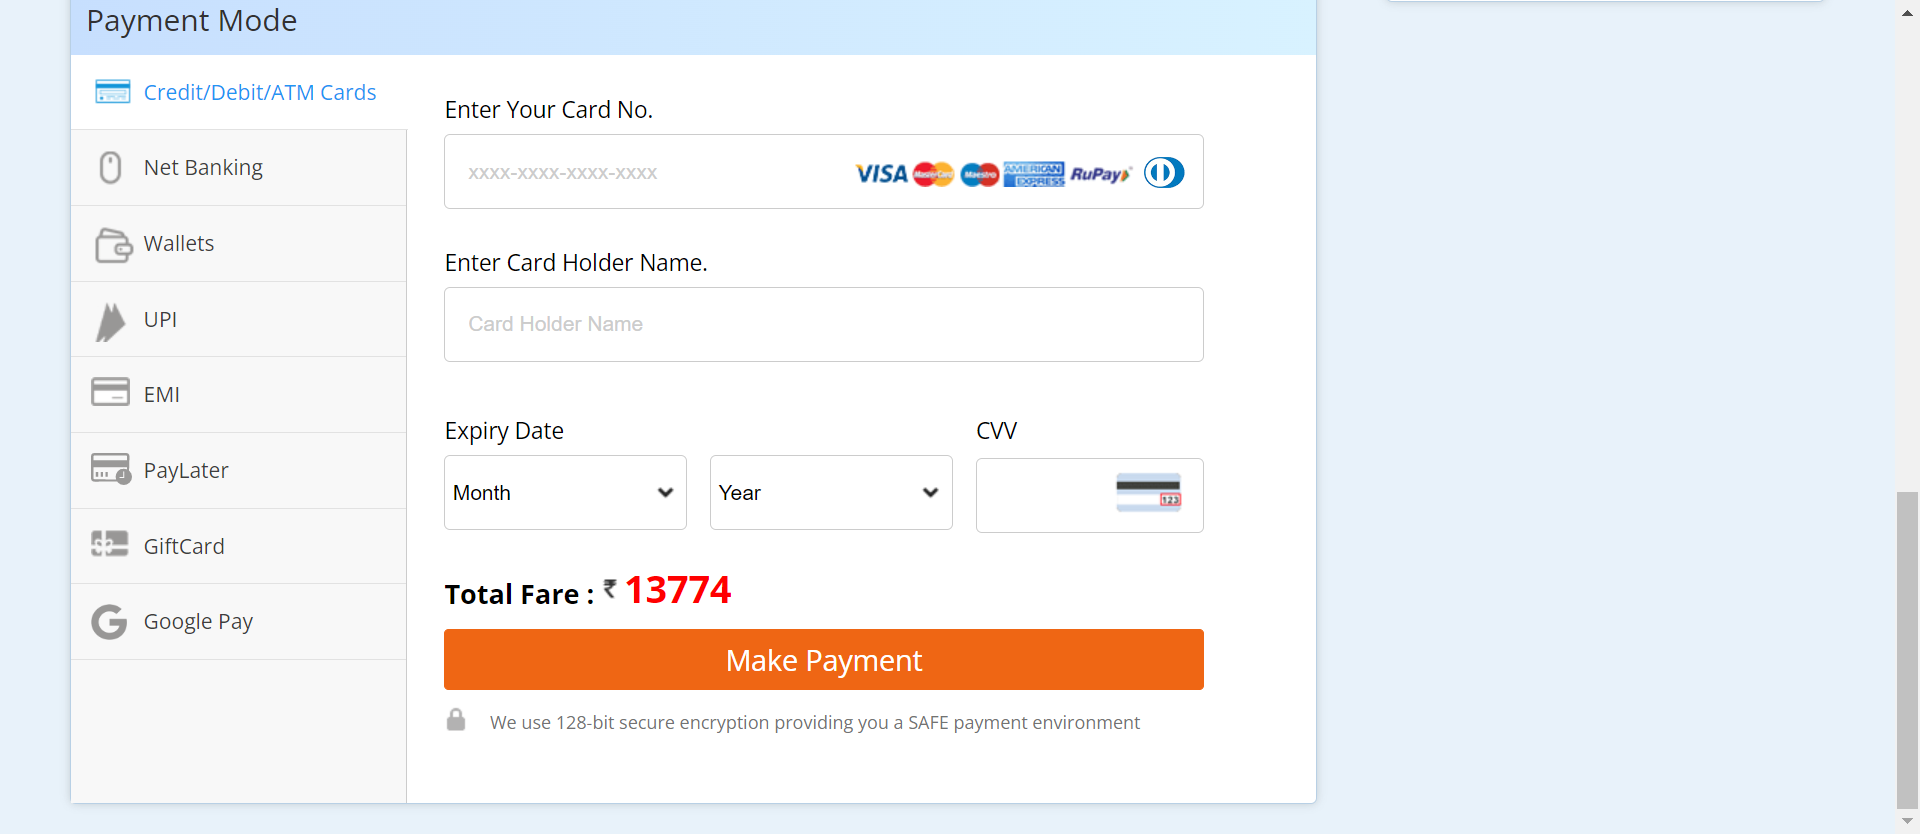 Payment Mode
Credit/Debit/ATM Cards
Net Banking
Wallets
UPI
EMI
PayLater
GiftCard
Google Pay
Enter Your Card No.
xxxx-xxxx-xxxx-xxxx
VISA MasterCard Maestro AMERICAN EXPRESS RuPay
Enter Card Holder Name.
Card Holder Name
Expiry Date
CVV
Month
Year
123
Total Fare : ₹ 13774
Make Payment
We use 128-bit secure encryption providing you a SAFE payment environment